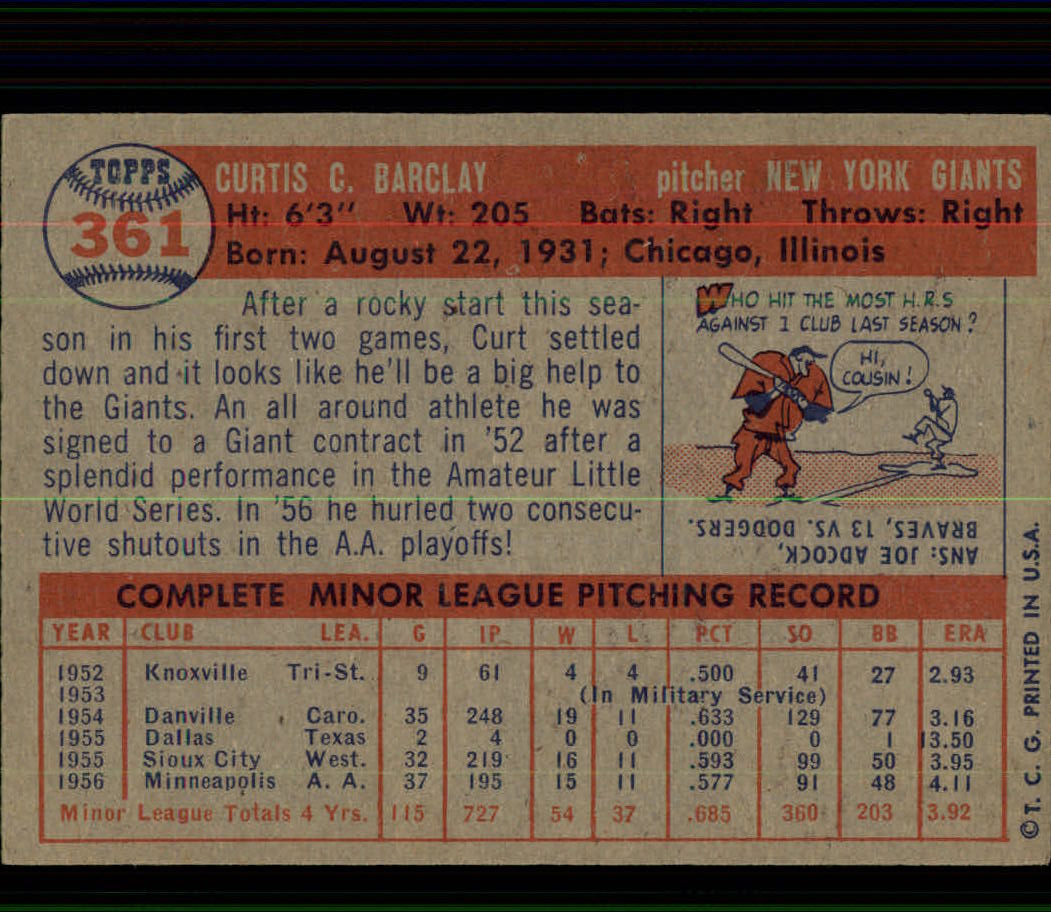 TOPPS
361
CURTIS C. BARCLAY pitcher NEW YORK GIANTS
Ht: 6'3" Wt: 205 Bats: Right Throws: Right
Born: August 22, 1931; Chicago, Illinois
After a rocky start this sea-
son in his first two games, Curt settled
down and it looks like he'll be a big help to
the Giants. An all around athlete he was
signed to a Giant contract in '52 after a
splendid performance in the Amateur Little
World Series. In '56 he hurled two consecu-
tive shutouts in the A.A. playoffs!
WHO HIT THE MOST H.R.S
AGAINST 1 CLUB LAST SEASON?
HI,
COUSIN!
ANS: JOE ADCOCK,
BRAVES, 13 VS. DODGERS.
COMPLETE MINOR LEAGUE PITCHING RECORD
YEAR CLUB LEA. G IP W L PCT SO BB ERA
1952 Knoxville Tri-St. 9 61 4 4 .500 41 27 2.93
1953 (In Military Service)
1954 Danville Caro. 35 248 19 11 .633 129 77 3.16
1955 Dallas Texas 2 4 0 0 .000 0 1 13.50
1955 Sioux City West. 32 219 16 11 .593 99 50 3.95
1956 Minneapolis A. A. 37 195 15 11 .577 91 48 4.11
Minor League Totals 4 Yrs. 115 727 54 37 .685 360 203 3.92
© T. C. G. PRINTED IN U.S.A.